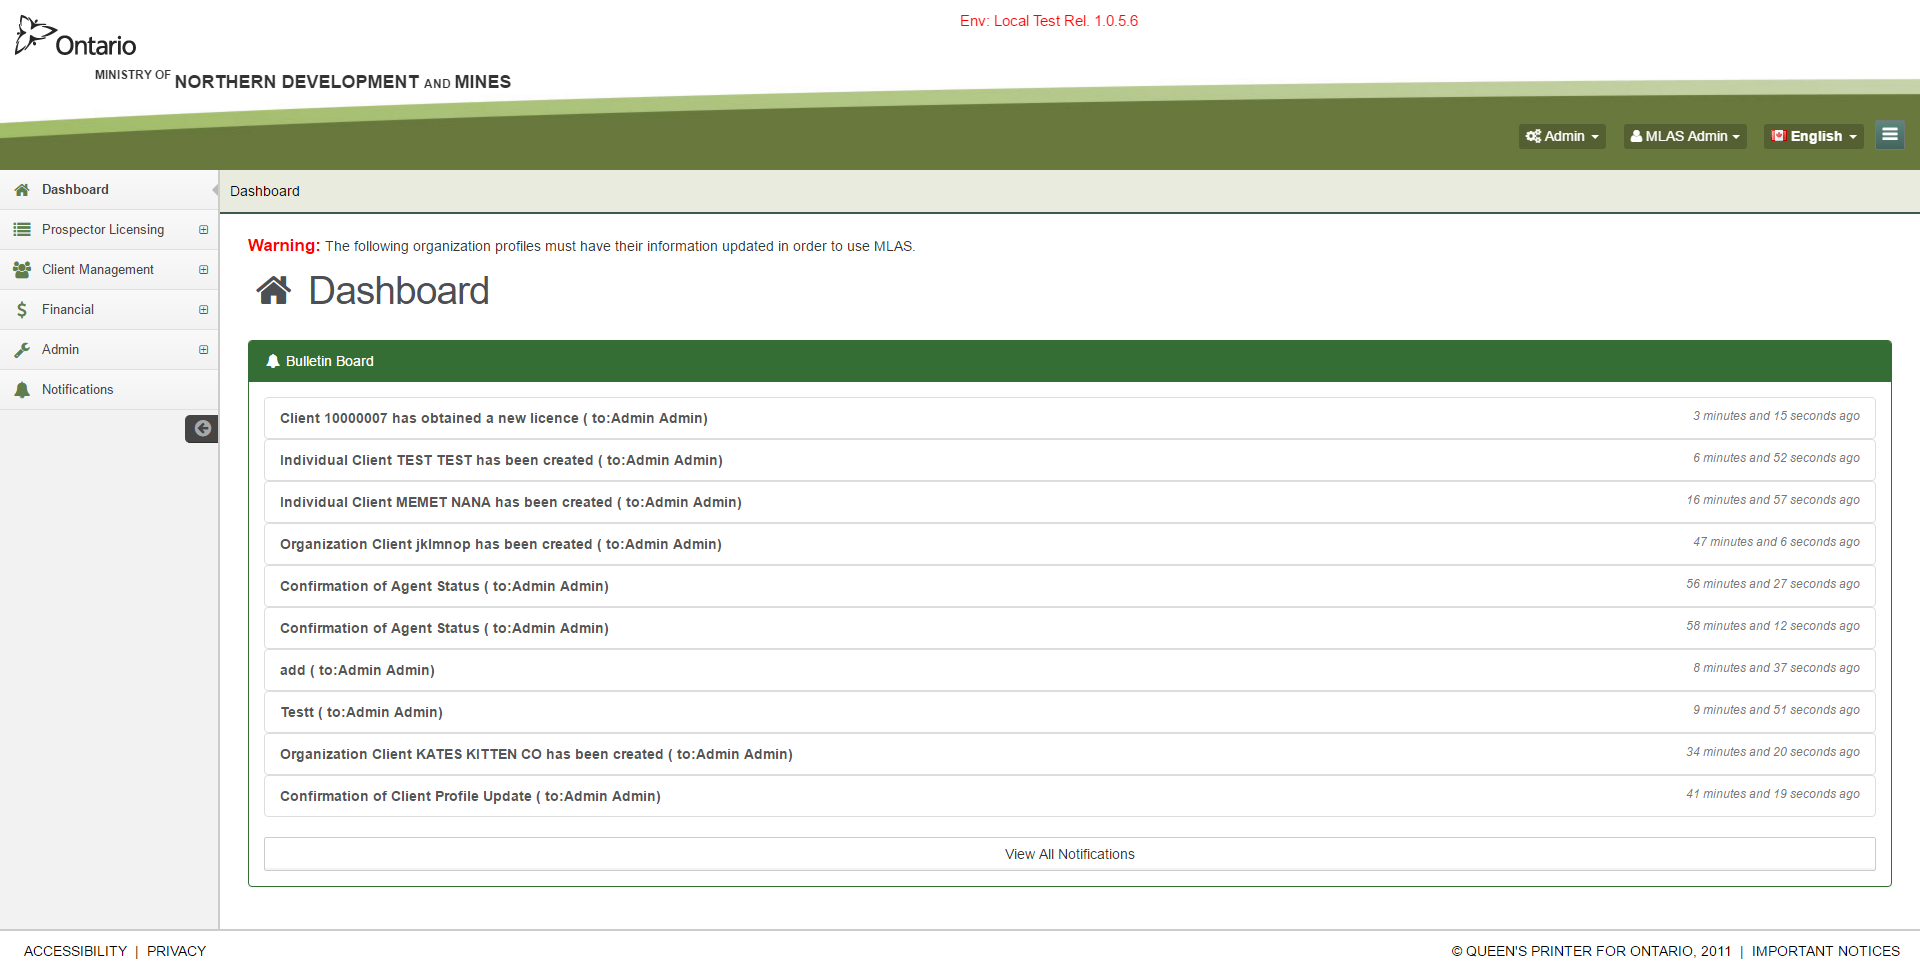 Ontario
Env: Local Test Rel. 1.0.5.6
MINISTRY OF NORTHERN DEVELOPMENT AND MINES
Admin
MLAS Admin
English
Dashboard
Prospector Licensing
Client Management
Financial
Admin
Notifications
Dashboard
Warning: The following organization profiles must have their information updated in order to use MLAS.
Dashboard
Bulletin Board
Client 10000007 has obtained a new licence ( to:Admin Admin) 3 minutes and 15 seconds ago
Individual Client TEST TEST has been created ( to:Admin Admin) 6 minutes and 52 seconds ago
Individual Client MEMET NANA has been created ( to:Admin Admin) 16 minutes and 57 seconds ago
Organization Client jklmnop has been created ( to:Admin Admin) 47 minutes and 6 seconds ago
Confirmation of Agent Status ( to:Admin Admin) 56 minutes and 27 seconds ago
Confirmation of Agent Status ( to:Admin Admin) 58 minutes and 12 seconds ago
add ( to:Admin Admin) 8 minutes and 37 seconds ago
Testt ( to:Admin Admin) 9 minutes and 51 seconds ago
Organization Client KATES KITTEN CO has been created ( to:Admin Admin) 34 minutes and 20 seconds ago
Confirmation of Client Profile Update ( to:Admin Admin) 41 minutes and 19 seconds ago
View All Notifications
ACCESSIBILITY | PRIVACY
© QUEEN'S PRINTER FOR ONTARIO, 2011 | IMPORTANT NOTICES